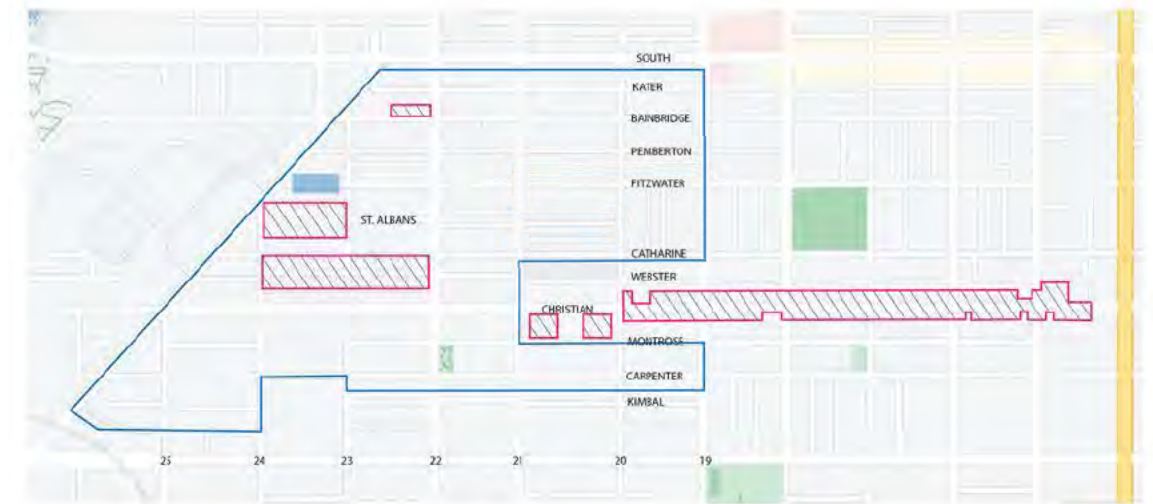 SOUTH
KATER
BAINBRIDGE
PEMBERTON
FITZWATER
ST. ALBANS
CATHARINE
WEBSTER
CHRISTIAN
MONTROSE
CARPENTER
KIMBAL
25 24 23 22 21 20 19